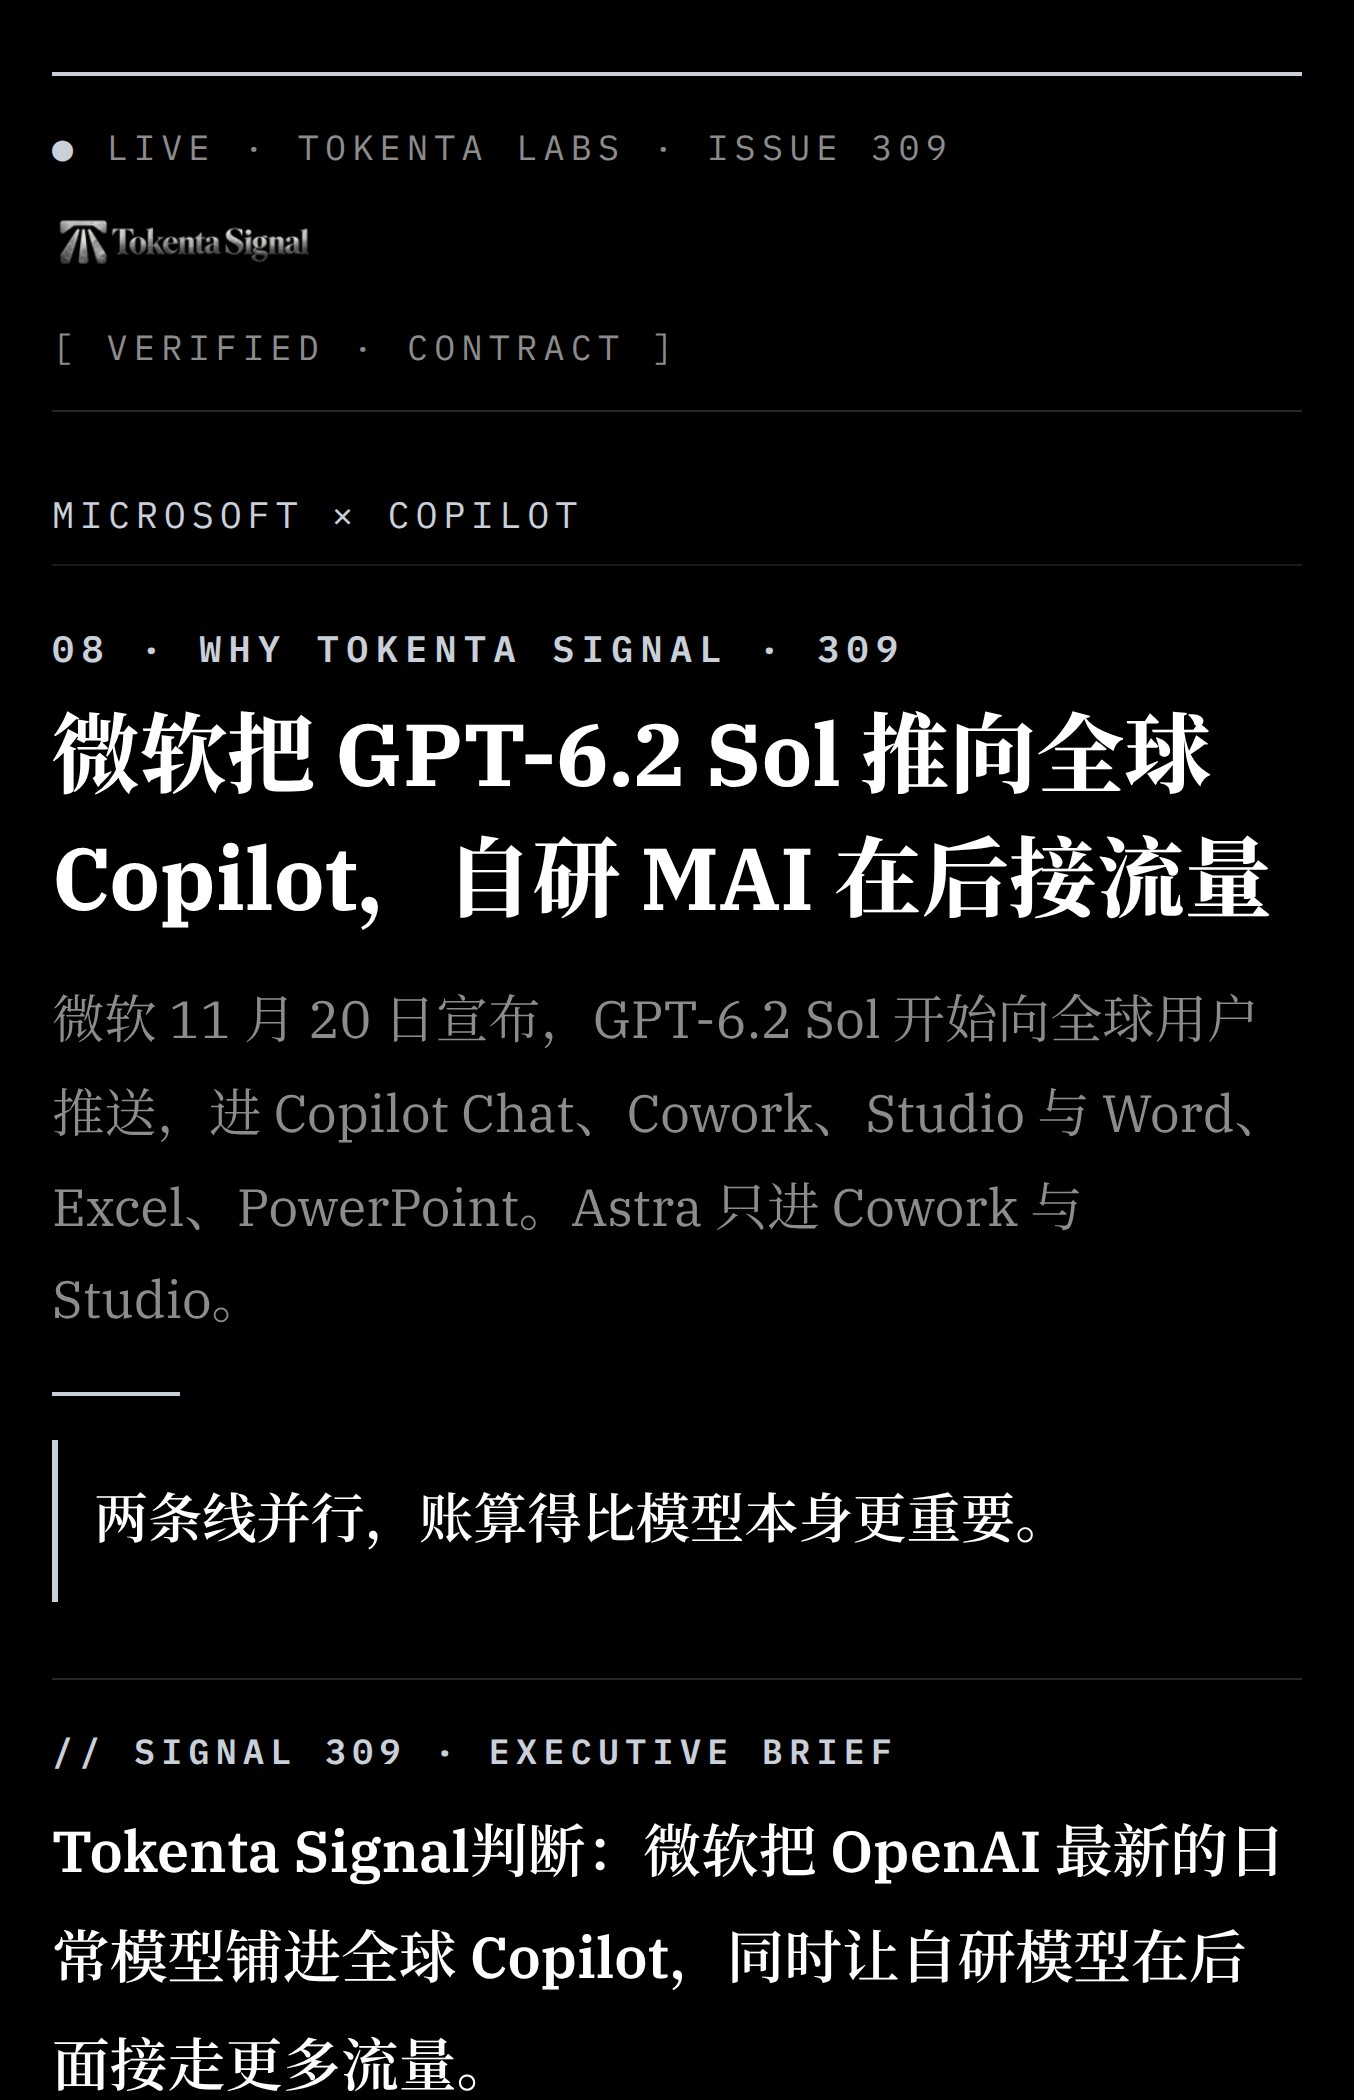 ● LIVE · TOKENTA LABS · ISSUE 309
Tokenta Signal
[ VERIFIED · CONTRACT ]
MICROSOFT × COPILOT
08 · WHY TOKENTA SIGNAL · 309
微软把 GPT-6.2 Sol 推向全球
Copilot，自研 MAI 在后接流量
微软 11 月 20 日宣布，GPT-6.2 Sol 开始向全球用户
推送，进 Copilot Chat、Cowork、Studio 与 Word、
Excel、PowerPoint。Astra 只进 Cowork 与
Studio。
两条线并行，账算得比模型本身更重要。
// SIGNAL 309 · EXECUTIVE BRIEF
Tokenta Signal判断：微软把 OpenAI 最新的日
常模型铺进全球 Copilot，同时让自研模型在后
面接走更多流量。